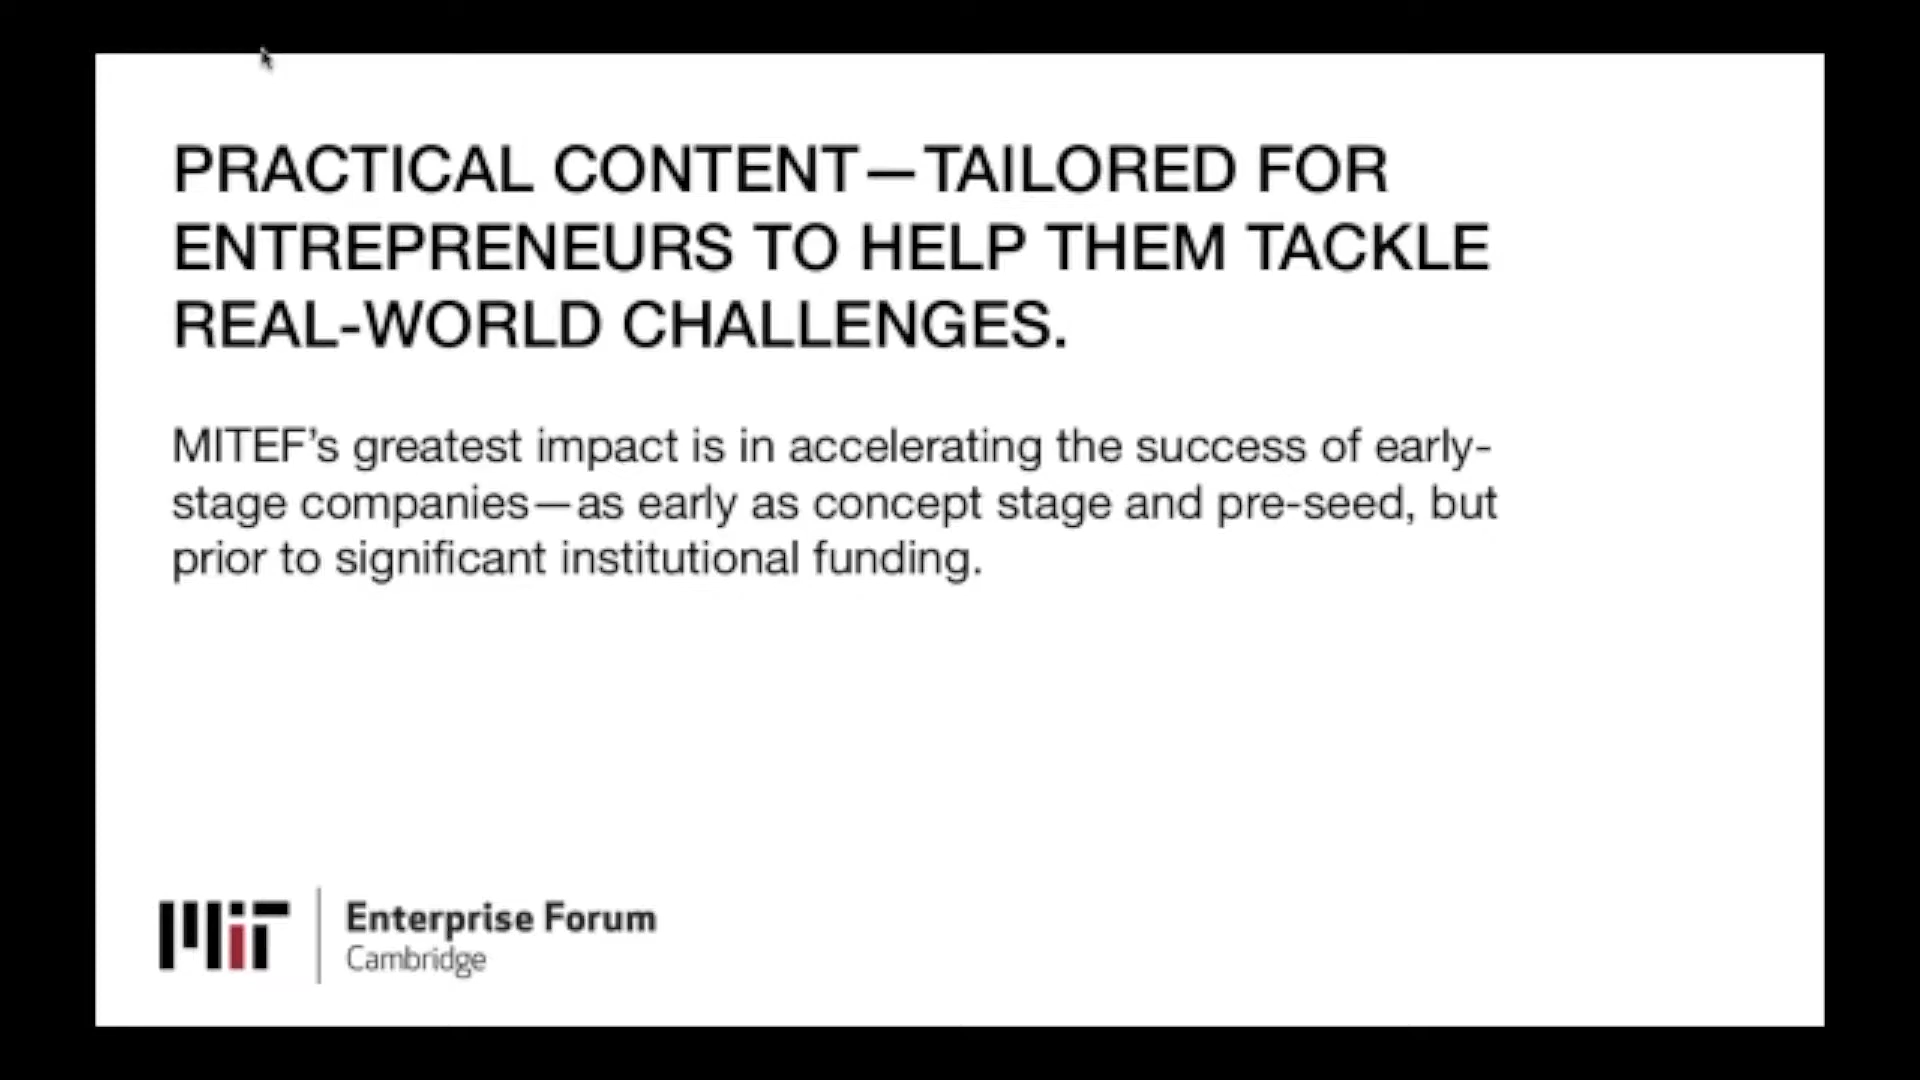 PRACTICAL CONTENT—TAILORED FOR
ENTREPRENEURS TO HELP THEM TACKLE
REAL-WORLD CHALLENGES.
MITEF’s greatest impact is in accelerating the success of early-
stage companies—as early as concept stage and pre-seed, but
prior to significant institutional funding.
MIT
Enterprise Forum
Cambridge